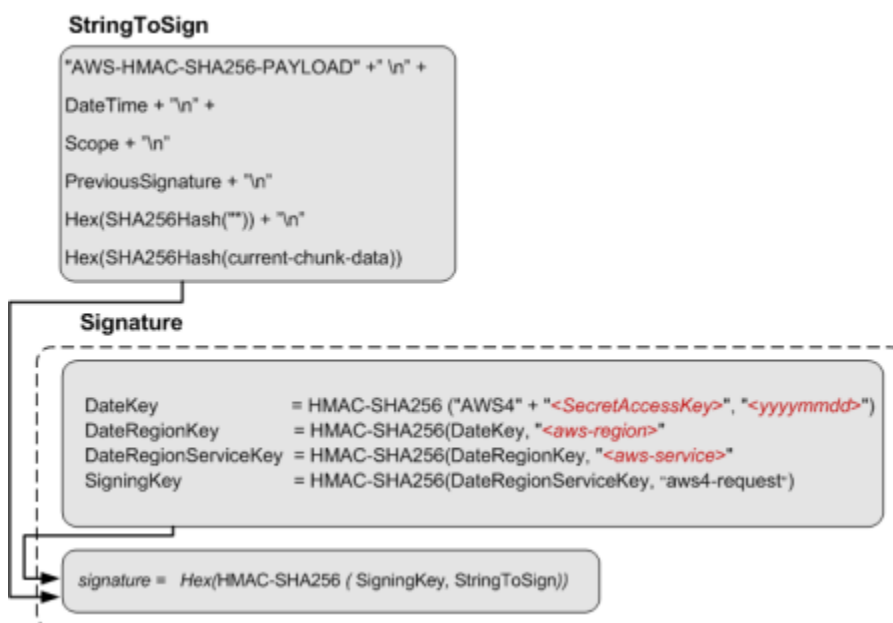 StringToSign
"AWS-HMAC-SHA256-PAYLOAD" +" \n" +
DateTime + "\n" +
Scope + "\n"
PreviousSignature + "\n"
Hex(SHA256Hash("")) + "\n"
Hex(SHA256Hash(current-chunk-data))
Signature
DateKey = HMAC-SHA256 ("AWS4" + "<SecretAccessKey>", "<yyyymmdd>")
DateRegionKey = HMAC-SHA256(DateKey, "<aws-region>"
DateRegionServiceKey = HMAC-SHA256(DateRegionKey, "<aws-service>"
SigningKey = HMAC-SHA256(DateRegionServiceKey, "aws4-request")
signature = Hex(HMAC-SHA256 ( SigningKey, StringToSign))